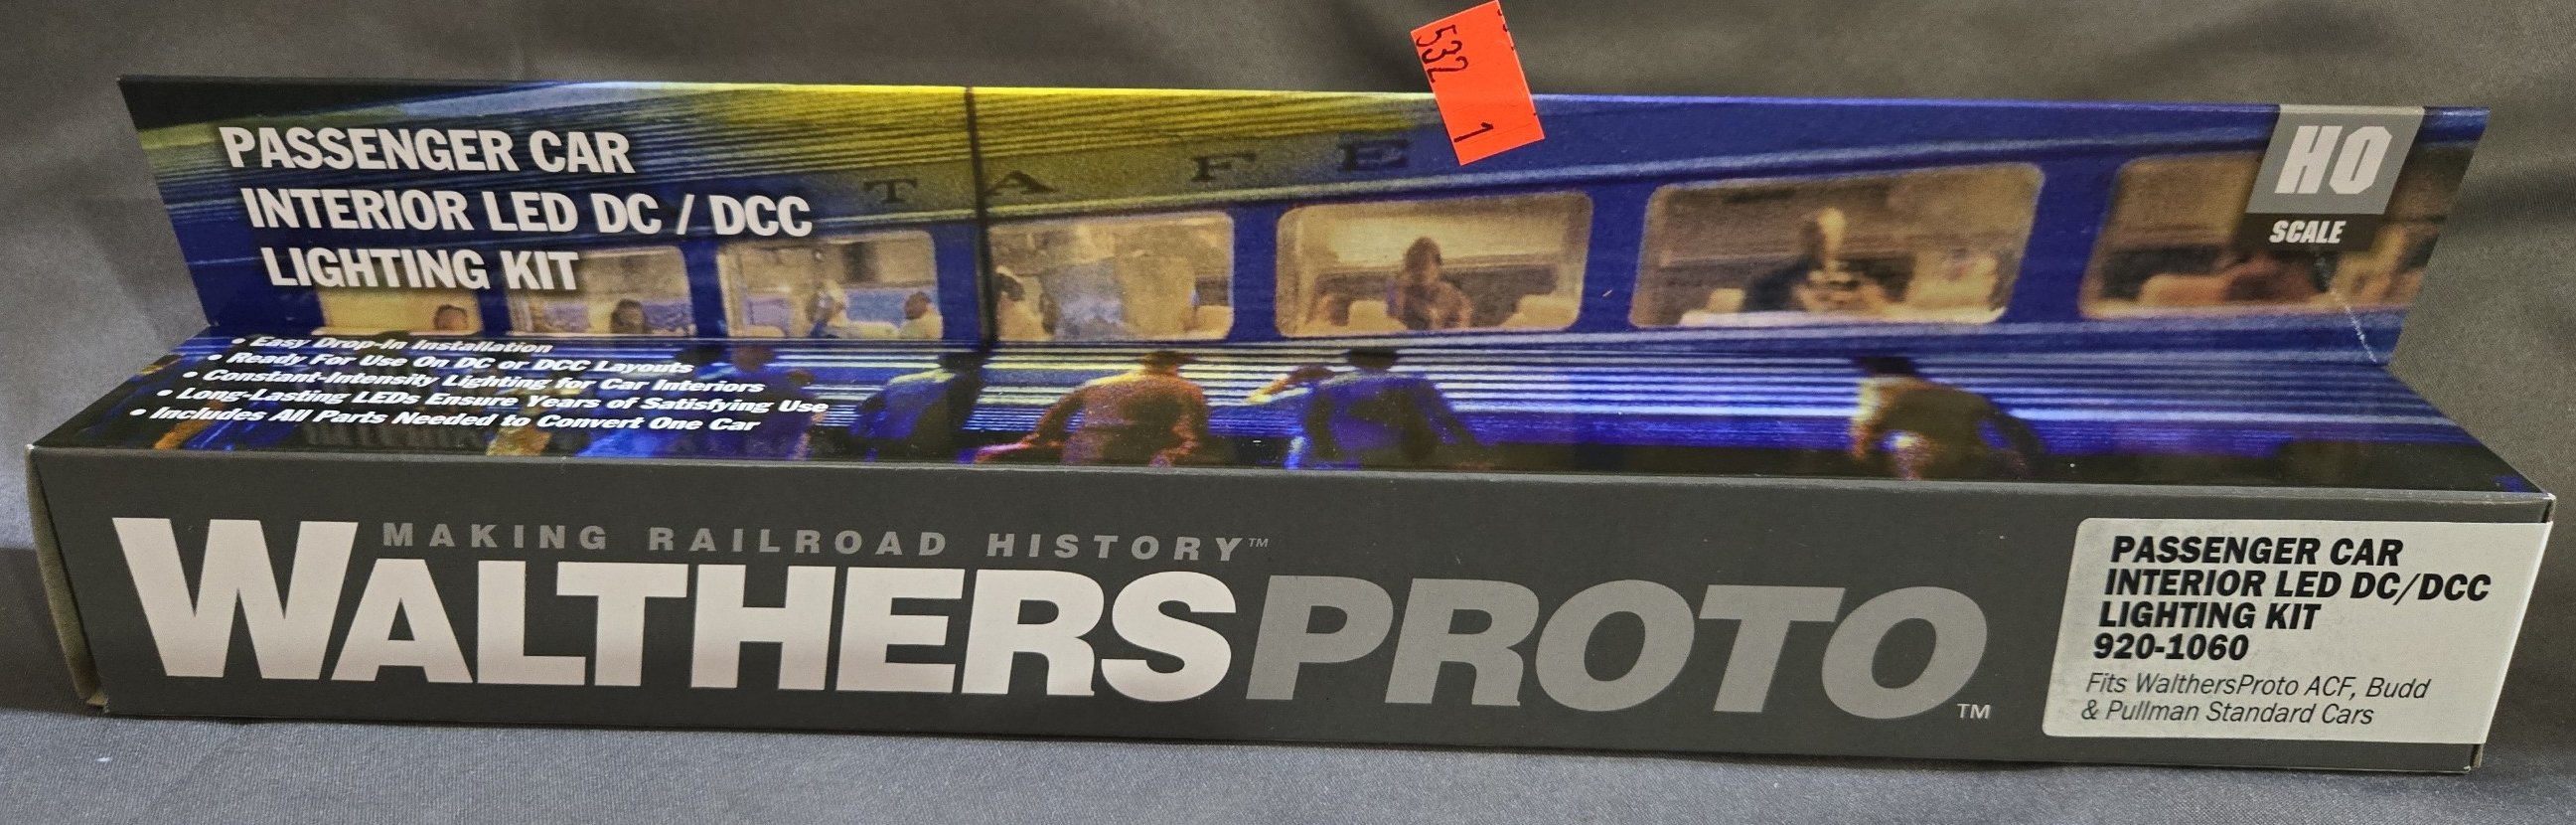 532
1
PASSENGER CAR
INTERIOR LED DC / DCC
LIGHTING KIT
TAFE
HO
SCALE
• Easy Drop-In Installation
• Ready For Use On DC or DCC Layouts
• Constant-Intensity Lighting for Car Interiors
• Long-Lasting LEDs Ensure Years of Satisfying Use
• Includes All Parts Needed to Convert One Car
MAKING RAILROAD HISTORY™
WALTHERSPROTO™
PASSENGER CAR
INTERIOR LED DC/DCC
LIGHTING KIT
920-1060
Fits WalthersProto ACF, Budd
& Pullman Standard Cars